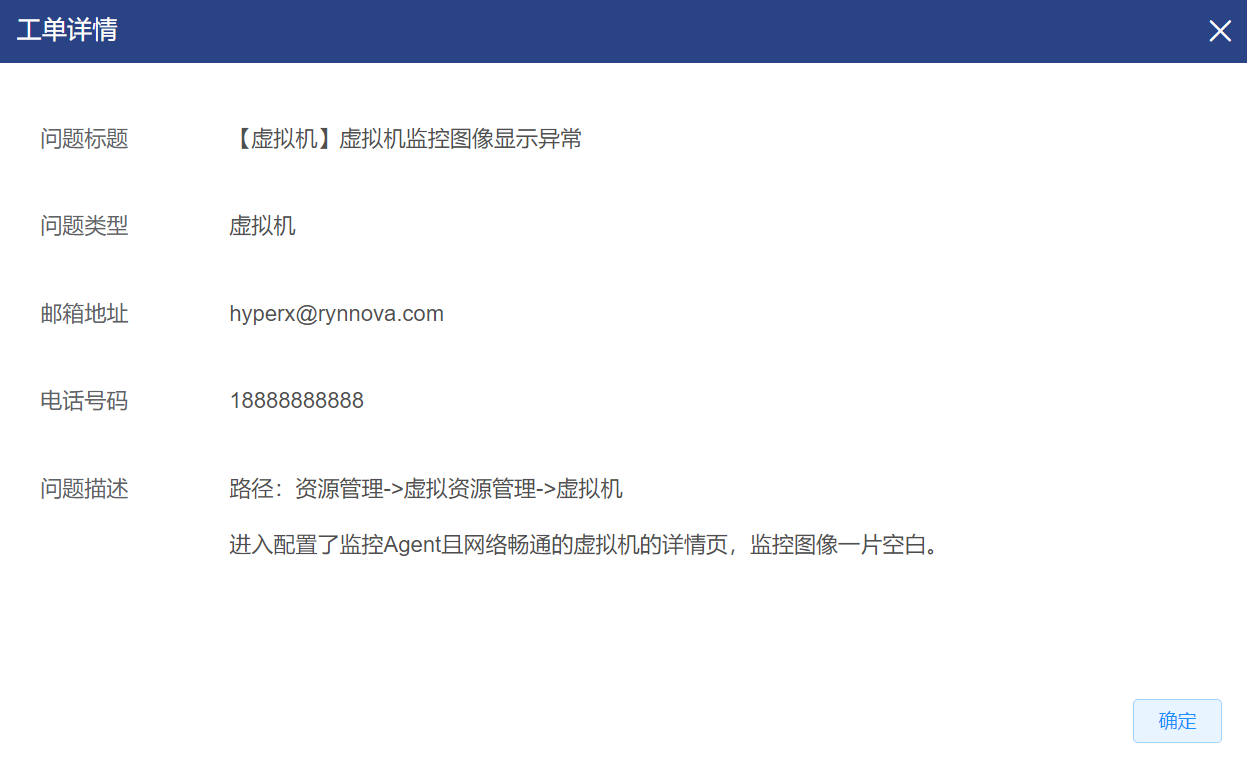 工单详情
问题标题 【虚拟机】虚拟机监控图像显示异常
问题类型 虚拟机
邮箱地址 hyperx@rynnova.com
电话号码 18888888888
问题描述 路径：资源管理->虚拟资源管理->虚拟机
进入配置了监控Agent且网络畅通的虚拟机的详情页，监控图像一片空白。
确定